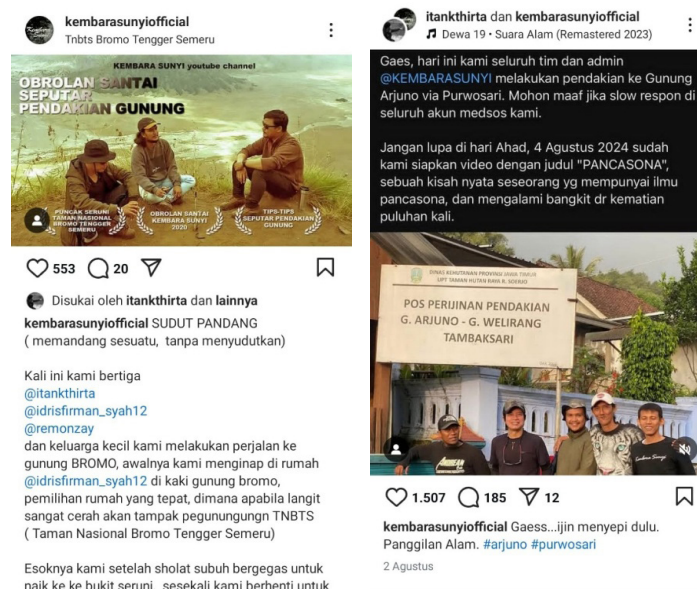 kembarasunyiofficial
Tnbts Bromo Tengger Semeru
KEMBARA SUNYI youtube channel
OBROLAN SANTAI
SEPUTAR
PENDAKIAN GUNUNG
PUNCAK SERUNI
TAMAN NASIONAL
BROMO TENGGER
SEMERU
OBROLAN SANTAI
KEMBARA SUNYI
2020
TIPS-TIPS
SEPUTAR PENDAKIAN
GUNUNG
553 20
Disukai oleh itankthirta dan lainnya
kembarasunyiofficial SUDUT PANDANG
( memandang sesuatu, tanpa menyudutkan)
Kali ini kami bertiga
@itankthirta
@idrisfirman_syah12
@remonzay
dan keluarga kecil kami melakukan perjalan ke
gunung BROMO, awalnya kami menginap di rumah
@idrisfirman_syah12 di kaki gunung bromo,
pemilihan rumah yang tepat, dimana apabila langit
sangat cerah akan tampak pegunungungn TNBTS
( Taman Nasional Bromo Tengger Semeru)
Esoknya kami setelah sholat subuh bergegas untuk
naik ke ke bukit seruni, sesekali kami berhenti untuk
itankthirta dan kembarasunyiofficial
Dewa 19 • Suara Alam (Remastered 2023)
Gaes, hari ini kami seluruh tim dan admin
@KEMBARASUNYI melakukan pendakian ke Gunung
Arjuno via Purwosari. Mohon maaf jika slow respon di
seluruh akun medsos kami.
Jangan lupa di hari Ahad, 4 Agustus 2024 sudah
kami siapkan video dengan judul "PANCASONA",
sebuah kisah nyata seseorang yg mempunyai ilmu
pancasona, dan mengalami bangkit dr kematian
puluhan kali.
DINAS KEHUTANAN PROVINSI JAWA TIMUR
UPT TAMAN HUTAN RAYA R. SOERJO
POS PERIJINAN PENDAKIAN
G. ARJUNO - G. WELIRANG
TAMBAKSARI
1.507 185 12
kembarasunyiofficial Gaess...ijin menyepi dulu.
Panggilan Alam. #arjuno #purwosari
2 Agustus